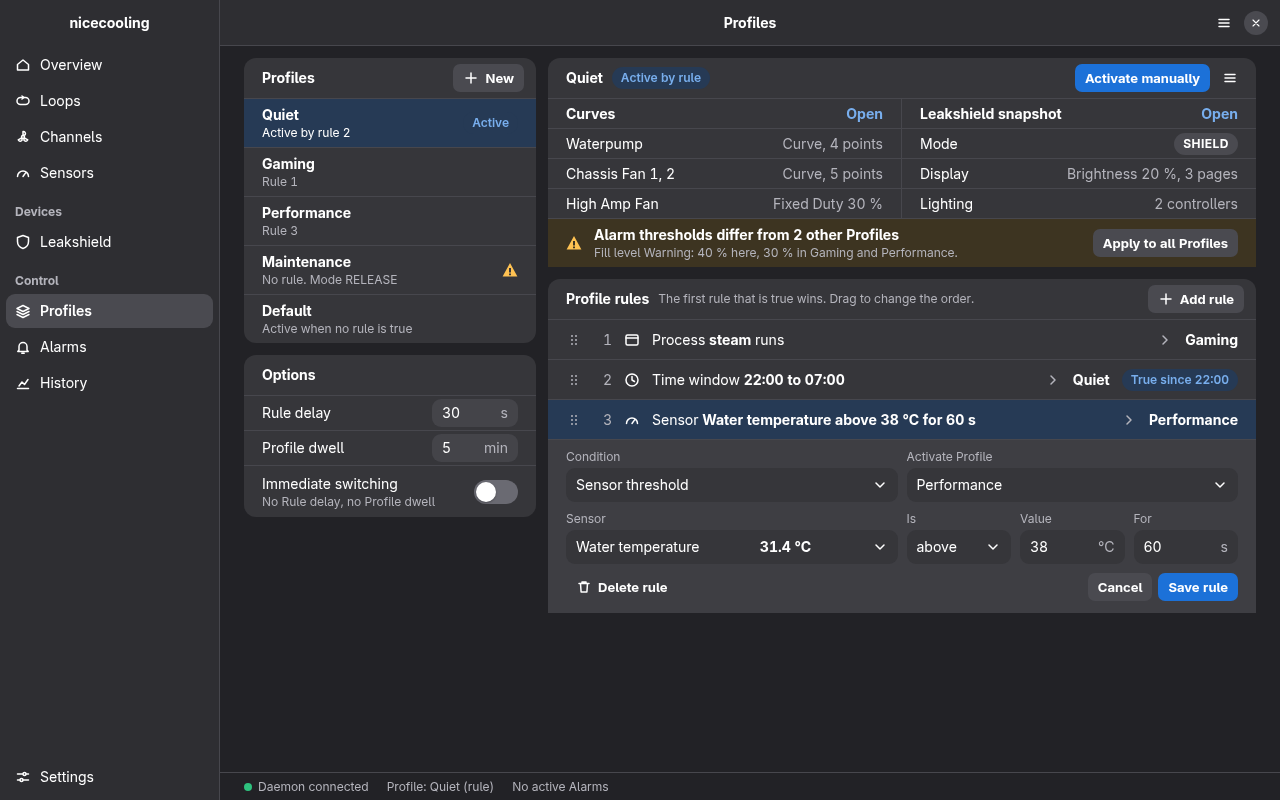 nicecooling
Overview
Loops
Channels
Sensors
Devices
Leakshield
Control
Profiles
Alarms
History
Settings
Profiles
Profiles
New
Quiet
Active by rule 2
Active
Gaming
Rule 1
Performance
Rule 3
Maintenance
No rule. Mode RELEASE
Default
Active when no rule is true
Options
Rule delay 30 s
Profile dwell 5 min
Immediate switching
No Rule delay, no Profile dwell
Quiet Active by rule Activate manually
Curves Open
Waterpump Curve, 4 points
Chassis Fan 1, 2 Curve, 5 points
High Amp Fan Fixed Duty 30 %
Leakshield snapshot Open
Mode SHIELD
Display Brightness 20 %, 3 pages
Lighting 2 controllers
Alarm thresholds differ from 2 other Profiles
Fill level Warning: 40 % here, 30 % in Gaming and Performance.
Apply to all Profiles
Profile rules The first rule that is true wins. Drag to change the order. Add rule
1 Process steam runs Gaming
2 Time window 22:00 to 07:00 Quiet True since 22:00
3 Sensor Water temperature above 38 °C for 60 s Performance
Condition Activate Profile
Sensor threshold Performance
Sensor Is Value For
Water temperature 31.4 °C above 38 °C 60 s
Delete rule Cancel Save rule
Daemon connected Profile: Quiet (rule) No active Alarms